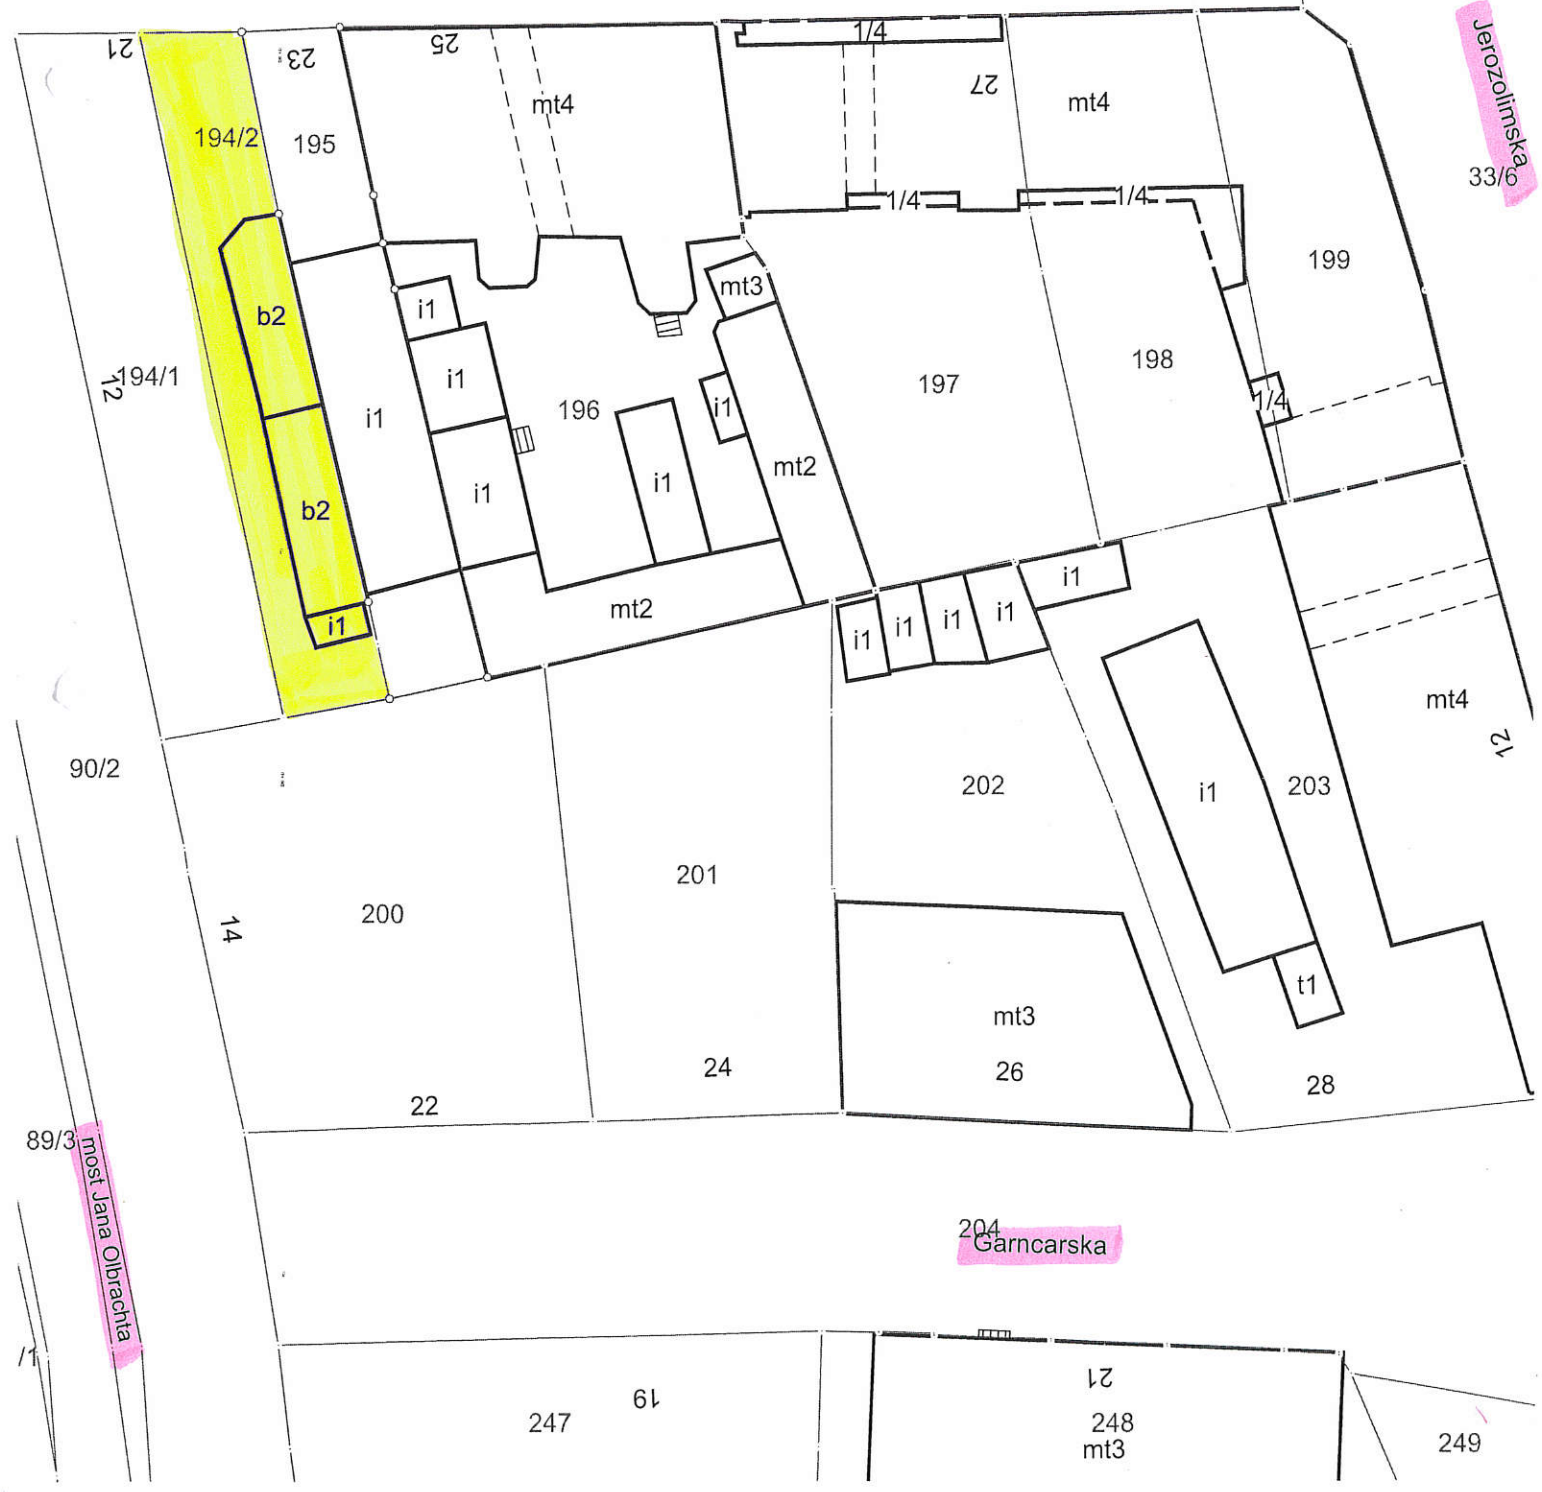 21
23
25
1/4
27
Jerozolimska
mt4
mt4
194/2
195
33/6
1/4
1/4
199
mt3
i1
b2
194/1
12
i1
196
i1
197
198
1/4
i1
mt2
i1
i1
b2
mt2
i1
i1
i1
i1
i1
i1
mt4
12
90/2
202
i1
203
201
200
14
t1
mt3
24
26
28
22
89/3
most Jana Olbrachta
204
Garncarska
/1
19
21
247
248
249
mt3